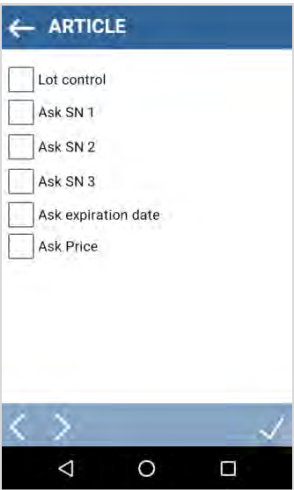 ARTICLE
Lot control
Ask SN 1
Ask SN 2
Ask SN 3
Ask expiration date
Ask Price